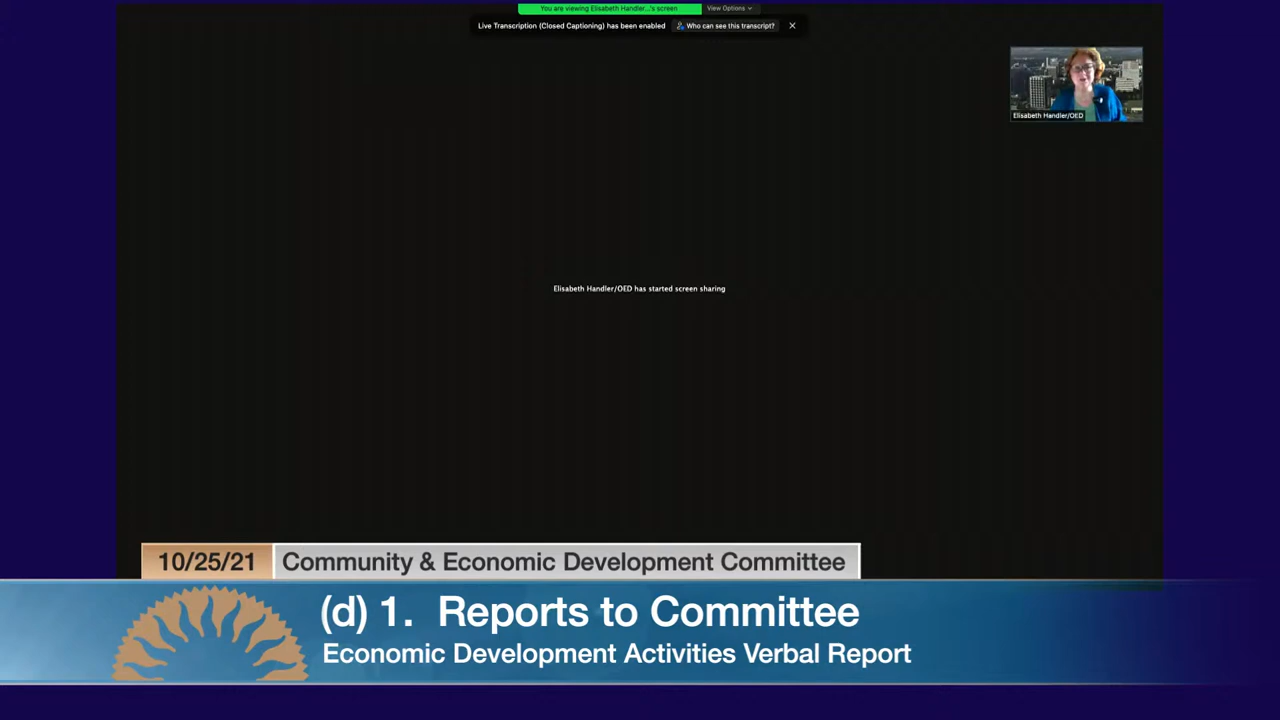 You are viewing Elisabeth Handler...'s screen
View Options
Live Transcription (Closed Captioning) has been enabled
Who can see this transcript?
Elisabeth Handler/OED
Elisabeth Handler/OED has started screen sharing
10/25/21
Community & Economic Development Committee
(d) 1. Reports to Committee
Economic Development Activities Verbal Report